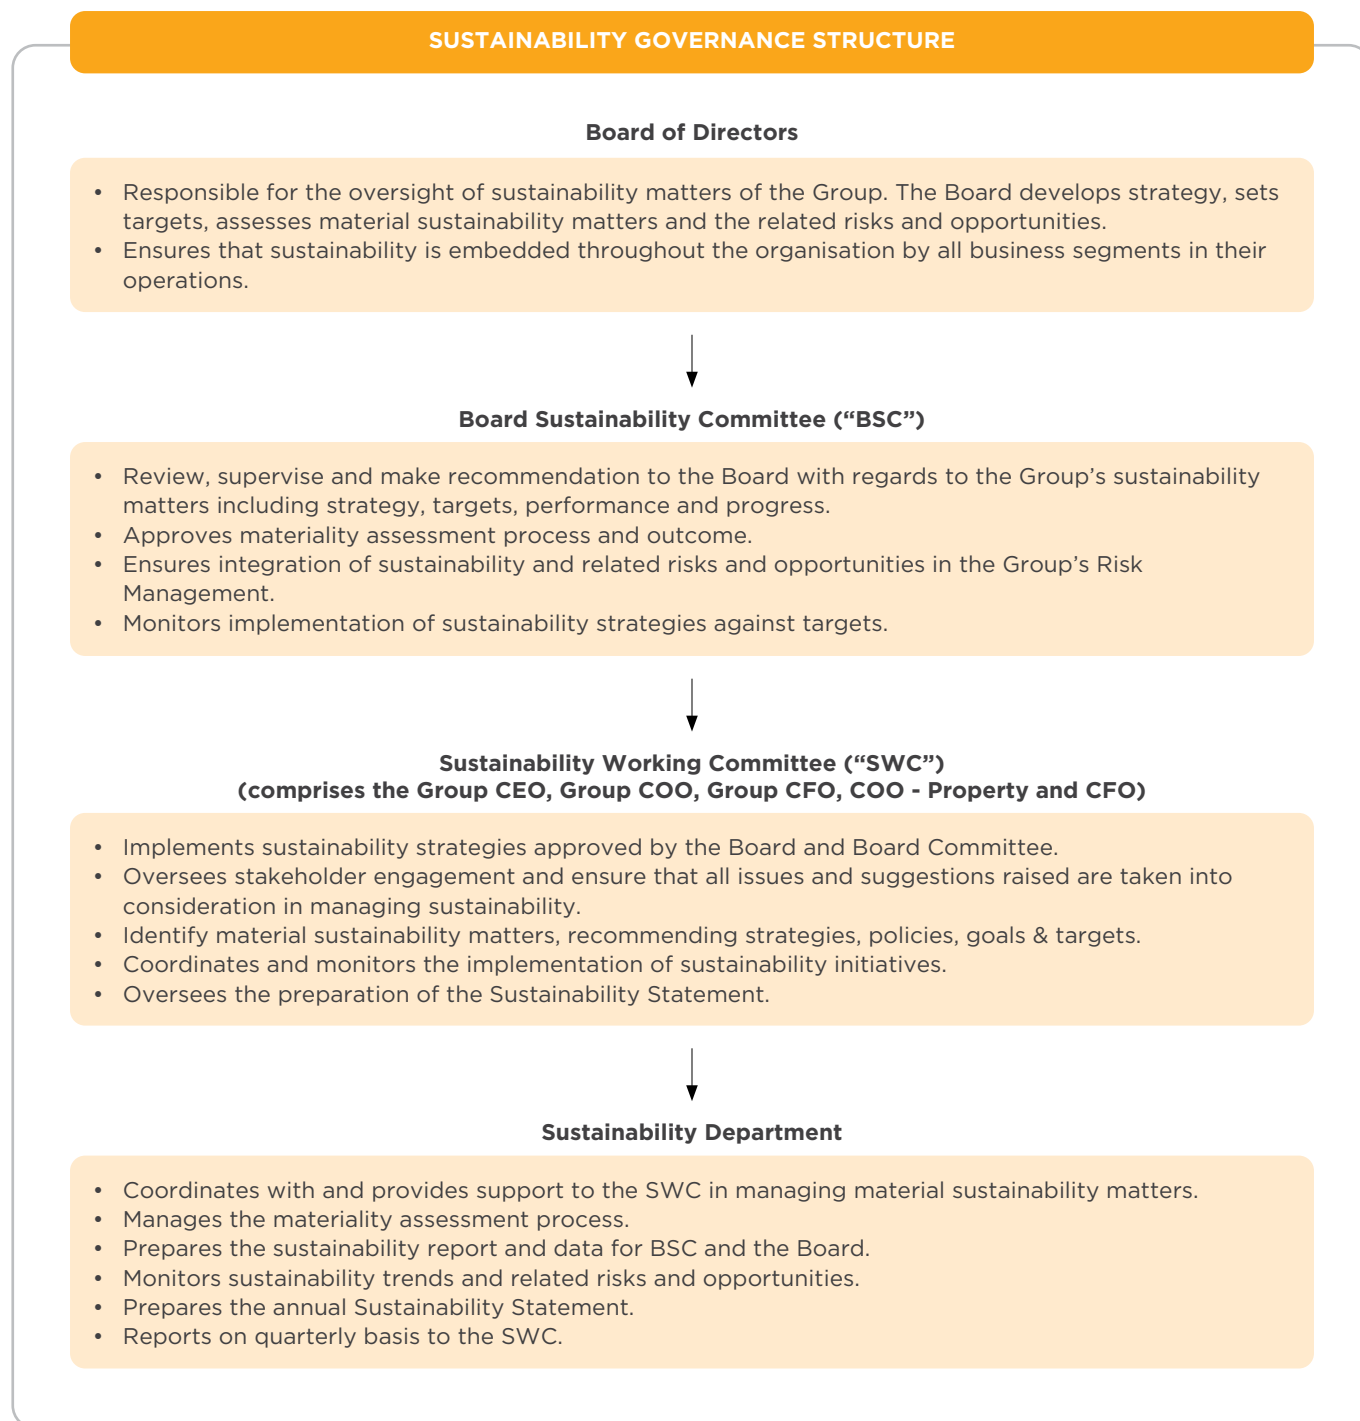 SUSTAINABILITY GOVERNANCE STRUCTURE
Board of Directors
• Responsible for the oversight of sustainability matters of the Group. The Board develops strategy, sets
targets, assesses material sustainability matters and the related risks and opportunities.
• Ensures that sustainability is embedded throughout the organisation by all business segments in their
operations.
Board Sustainability Committee (“BSC”)
• Review, supervise and make recommendation to the Board with regards to the Group’s sustainability
matters including strategy, targets, performance and progress.
• Approves materiality assessment process and outcome.
• Ensures integration of sustainability and related risks and opportunities in the Group’s Risk
Management.
• Monitors implementation of sustainability strategies against targets.
Sustainability Working Committee (“SWC”)
(comprises the Group CEO, Group COO, Group CFO, COO - Property and CFO)
• Implements sustainability strategies approved by the Board and Board Committee.
• Oversees stakeholder engagement and ensure that all issues and suggestions raised are taken into
consideration in managing sustainability.
• Identify material sustainability matters, recommending strategies, policies, goals & targets.
• Coordinates and monitors the implementation of sustainability initiatives.
• Oversees the preparation of the Sustainability Statement.
Sustainability Department
• Coordinates with and provides support to the SWC in managing material sustainability matters.
• Manages the materiality assessment process.
• Prepares the sustainability report and data for BSC and the Board.
• Monitors sustainability trends and related risks and opportunities.
• Prepares the annual Sustainability Statement.
• Reports on quarterly basis to the SWC.